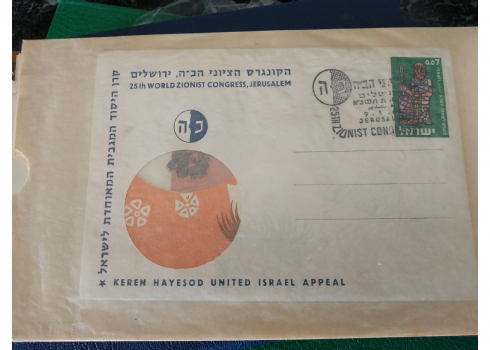 הקונגרס הציוני הכ״ה, ירושלים
25th WORLD ZIONIST CONGRESS, JERUSALEM
קרן היסוד המגבית המאוחדת לישראל
כ״ה
★ KEREN HAYESOD UNITED ISRAEL APPEAL
0.07
ישראל
ה
25TH ZIONIST CONG